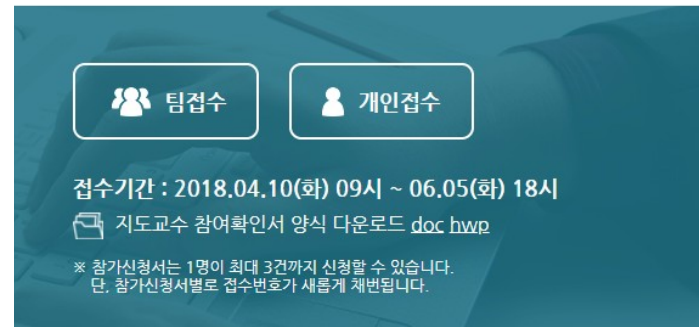 팀접수
개인접수
접수기간 : 2018.04.10(화) 09시 ~ 06.05(화) 18시
지도교수 참여확인서 양식 다운로드 doc hwp
※ 참가신청서는 1명이 최대 3건까지 신청할 수 있습니다.
단, 참가신청서별로 접수번호가 새롭게 채번됩니다.